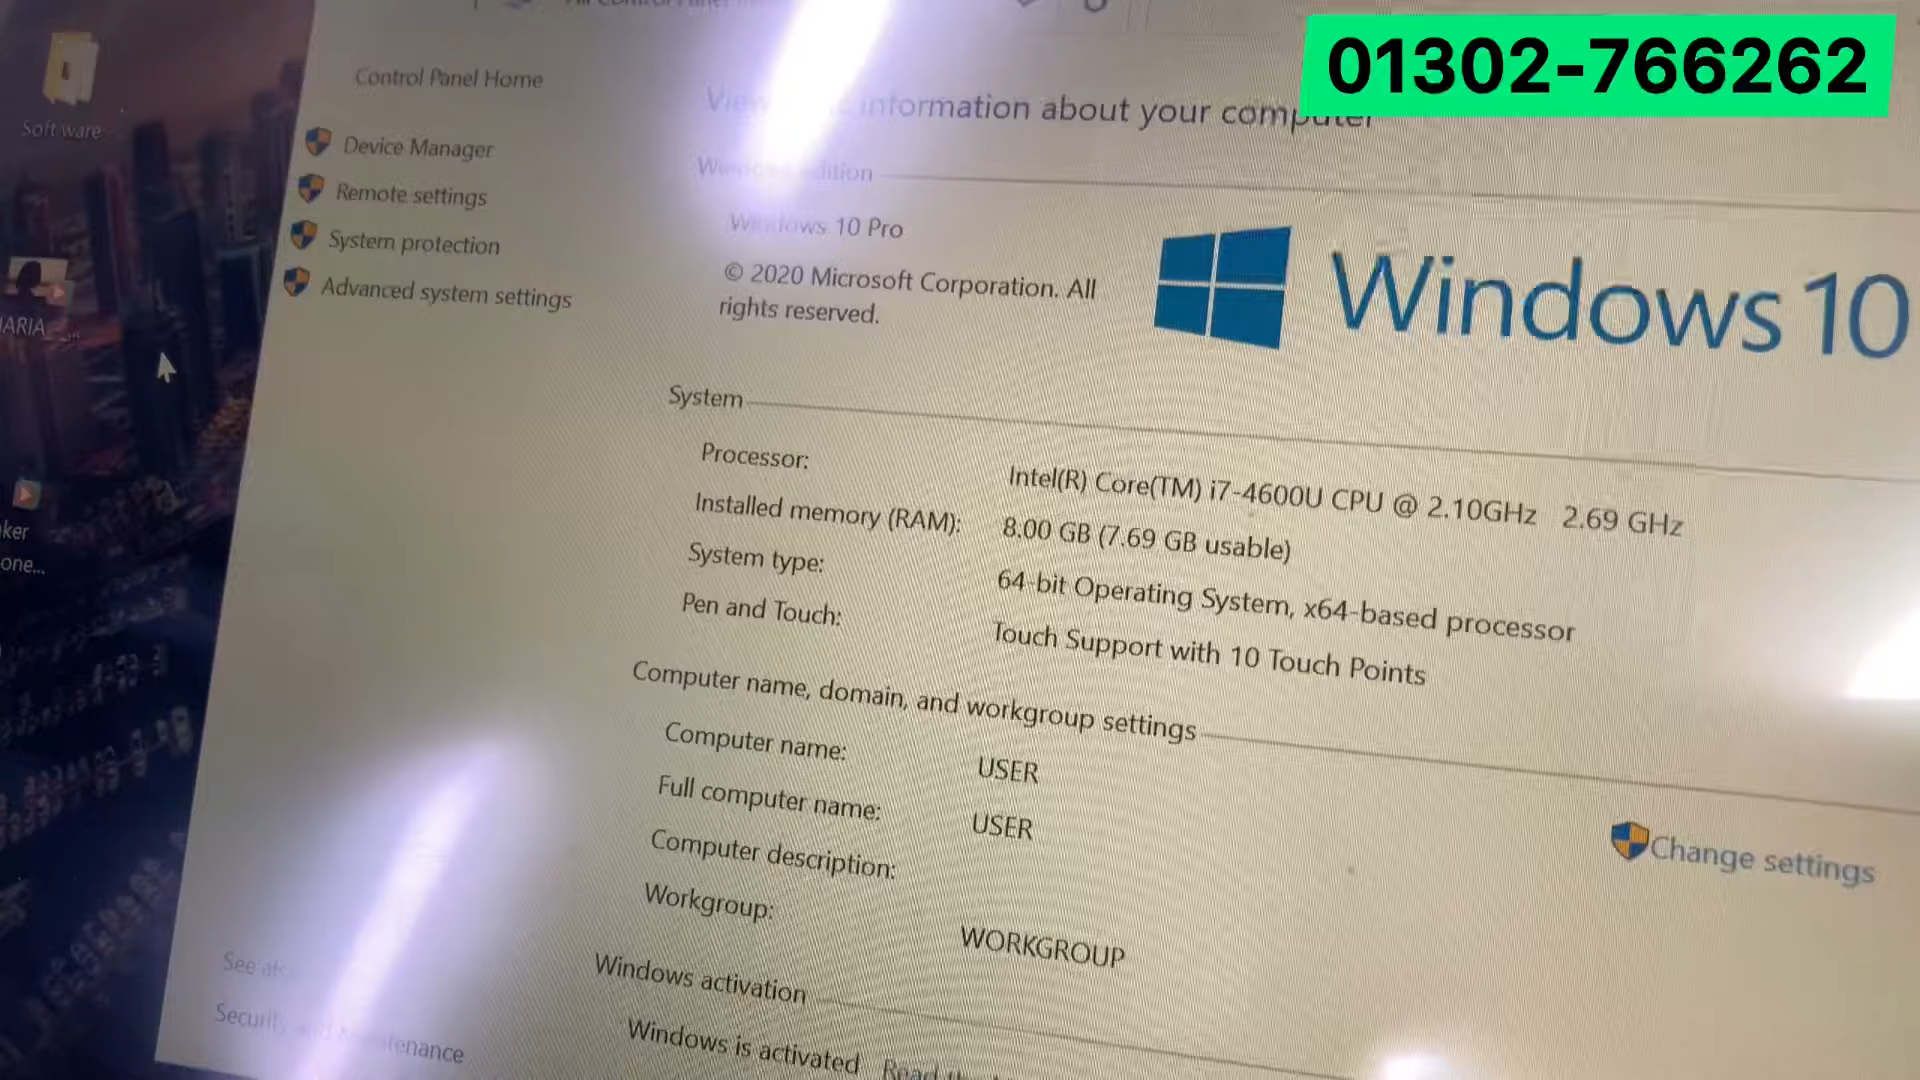 01302-766262
Control Panel Home
information about your computer
Device Manager
Remote settings
System protection
Advanced system settings
Soft ware
Windows 10 Pro
© 2020 Microsoft Corporation. All
rights reserved.
Windows 10
System
Processor: Intel(R) Core(TM) i7-4600U CPU @ 2.10GHz 2.69 GHz
Installed memory (RAM): 8.00 GB (7.69 GB usable)
System type: 64-bit Operating System, x64-based processor
Pen and Touch: Touch Support with 10 Touch Points
Computer name, domain, and workgroup settings
Computer name: USER
Full computer name: USER
Change settings
Computer description:
Workgroup: WORKGROUP
Windows activation
Windows is activated Read
See
Security